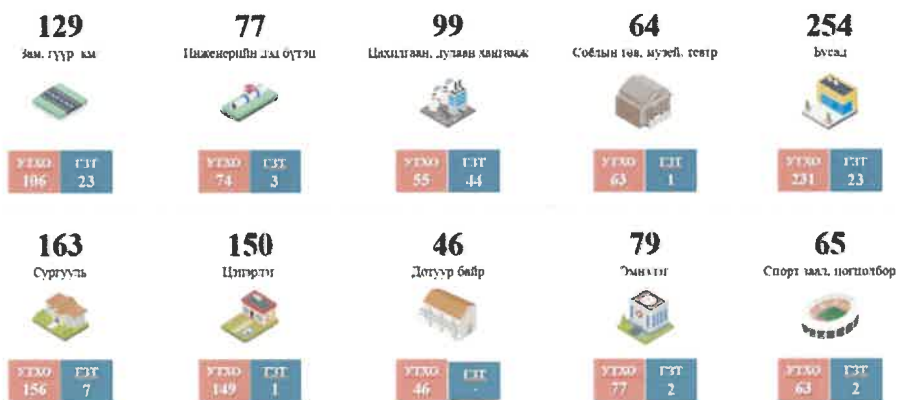 129 77 99 64 254
Зам, гүүр км Инженерийн дэд бүтэц Цахилгаан, дулаан хангамж Соёлын төв, музей, театр Бусад
УТХО ГЗТ УТХО ГЗТ УТХО ГЗТ УТХО ГЗТ УТХО ГЗТ
106 23 74 3 55 44 63 1 231 23
163 150 46 79 65
Сургууль Цэцэрлэг Дотуур байр Эмнэлэг Спорт заал, цогцолбор
УТХО ГЗТ УТХО ГЗТ УТХО ГЗТ УТХО ГЗТ УТХО ГЗТ
156 7 149 1 46 - 77 2 63 2